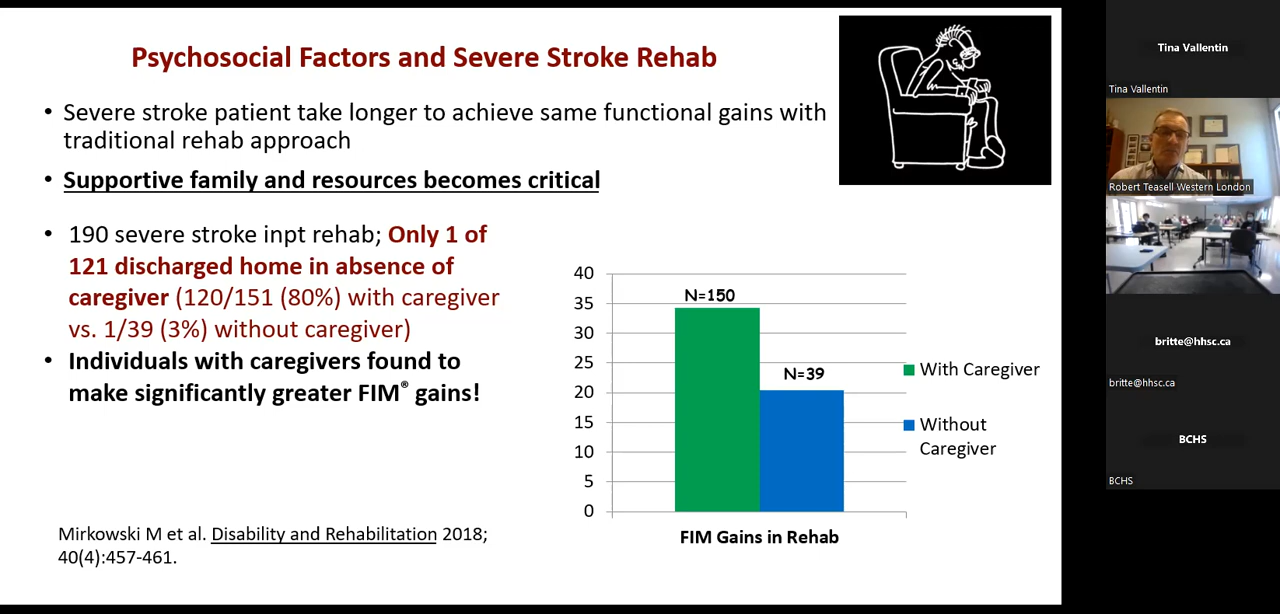 Psychosocial Factors and Severe Stroke Rehab
• Severe stroke patient take longer to achieve same functional gains with
traditional rehab approach
• Supportive family and resources becomes critical
• 190 severe stroke inpt rehab; Only 1 of
121 discharged home in absence of
caregiver (120/151 (80%) with caregiver
vs. 1/39 (3%) without caregiver)
• Individuals with caregivers found to
make significantly greater FIM® gains!
Mirkowski M et al. Disability and Rehabilitation 2018;
40(4):457-461.
40
35
30
25
20
15
10
5
0
N=150
N=39
FIM Gains in Rehab
With Caregiver
Without
Caregiver
Tina Vallentin
Tina Vallentin
Robert Teasell Western London
britte@hhsc.ca
britte@hhsc.ca
BCHS
BCHS